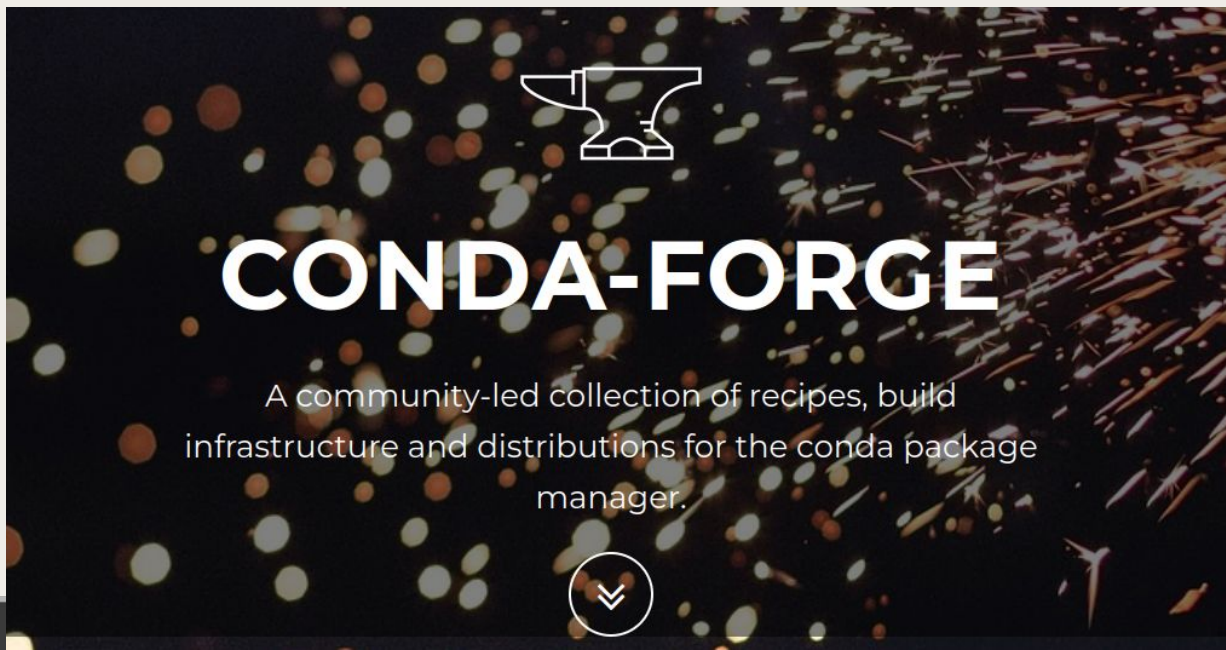 CONDA-FORGE
A community-led collection of recipes, build
infrastructure and distributions for the conda package
manager.